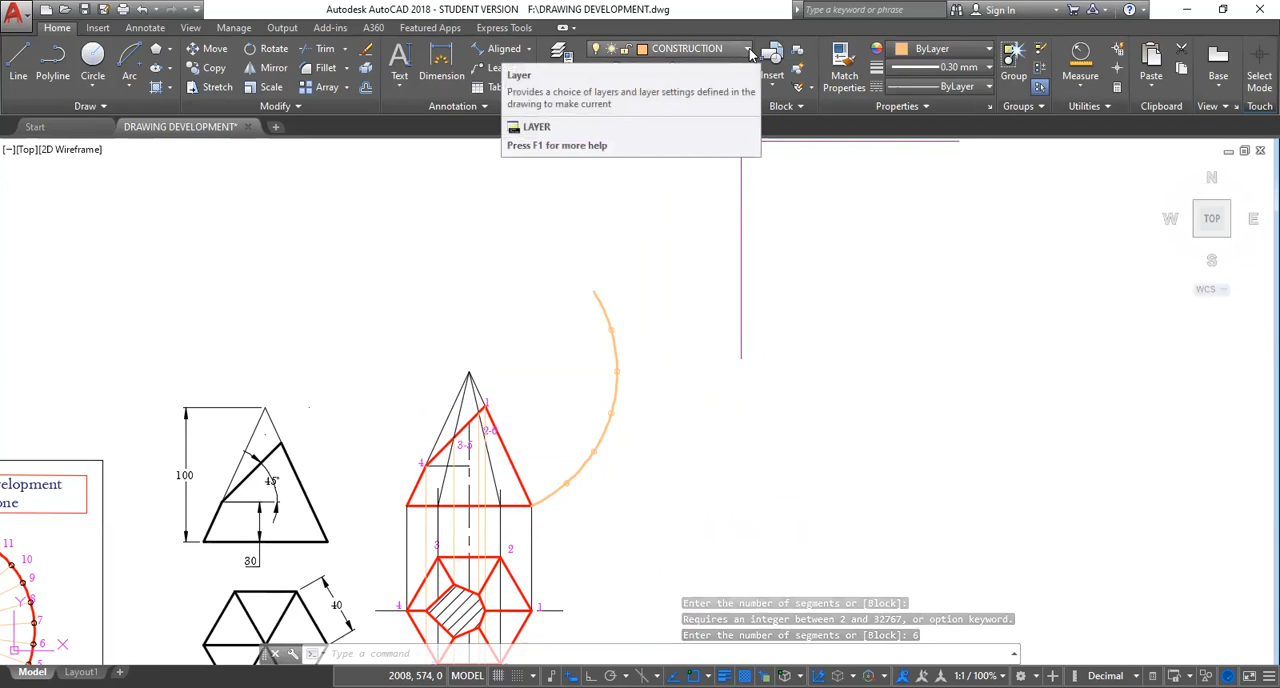 Autodesk AutoCAD 2018 - STUDENT VERSION F:\DRAWING DEVELOPMENT.dwg
Type a keyword or phrase
Sign In
Home Insert Annotate View Manage Output Add-ins A360 Featured Apps Express Tools
Line Polyline Circle Arc
Move Rotate Trim
Copy Mirror Fillet
Stretch Scale Array
Text Dimension
Aligned
CONSTRUCTION
Insert
Match Properties
ByLayer
0.30 mm
ByLayer
Group
Measure
Paste
Base
Select Mode
Draw Modify Annotation Block Properties Groups Utilities Clipboard View
Layer
Provides a choice of layers and layer settings defined in the
drawing to make current
LAYER
Press F1 for more help
Start DRAWING DEVELOPMENT*
[−][Top][2D Wireframe]
N
W TOP E
S
WCS
1
2-6
3-5
4
100
45°
30
40
3 2
4 1
velopment
one
11
10
9
8
7
6
Y
X
Enter the number of segments or [Block]:
Requires an integer between 2 and 32767, or option keyword.
Enter the number of segments or [Block]: 6
Type a command
Model Layout1
2008, 574, 0 MODEL
1:1 / 100%
Decimal